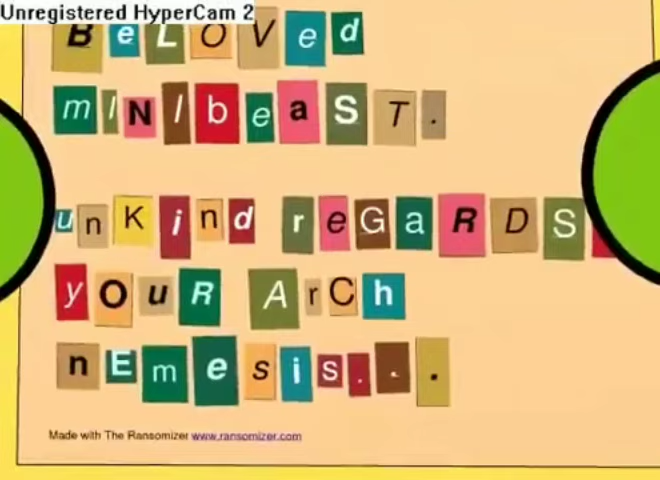 Unregistered HyperCam 2
BeLOVed
mINIbeaST.
unKind reGaRDS
yOuR ArCh
nEmesis...
Made with The Ransomizer www.ransomizer.com